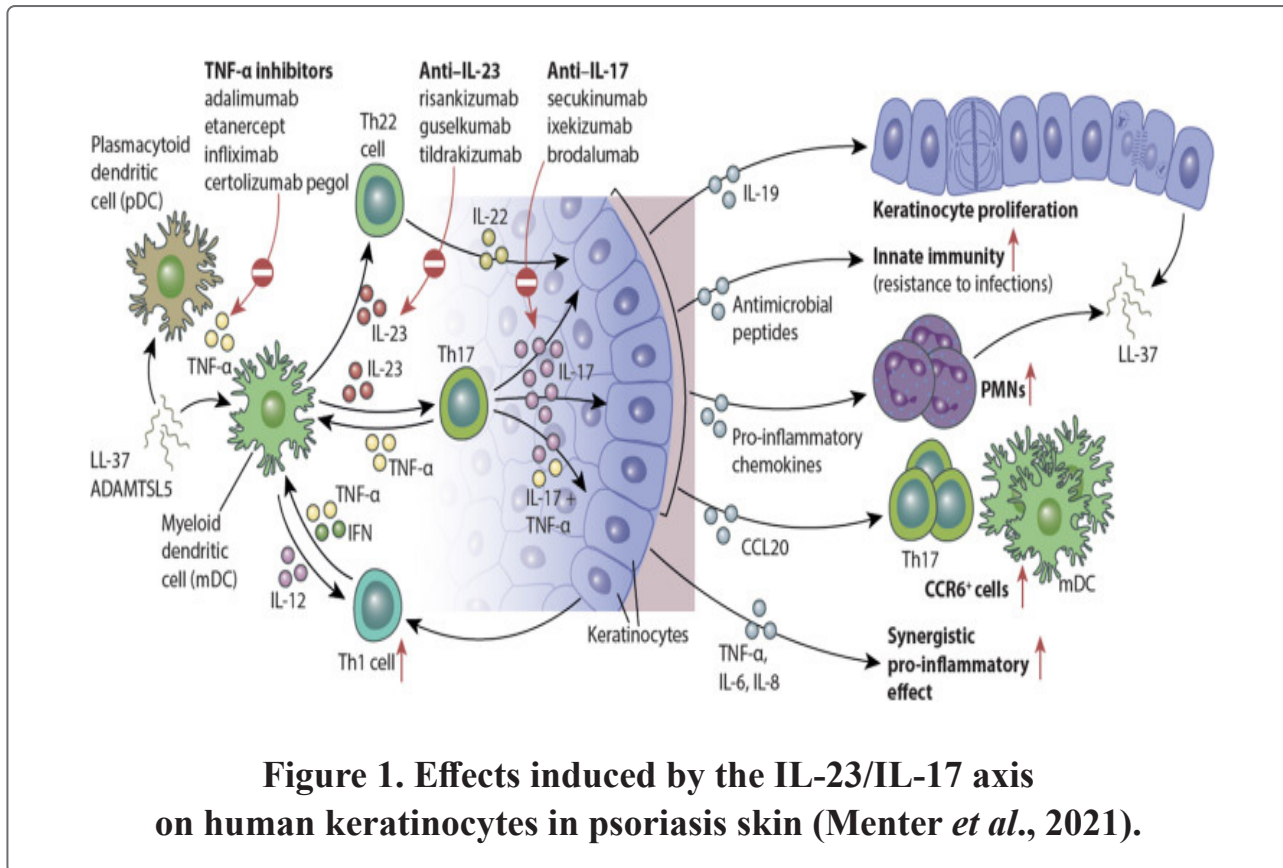 TNF-α inhibitors
adalimumab
etanercept
infliximab
certolizumab pegol
Anti–IL-23
risankizumab
guselkumab
tildrakizumab
Anti–IL-17
secukinumab
ixekizumab
brodalumab
Plasmacytoid
dendritic
cell (pDC)
Th22
cell
IL-22
IL-23
TNF-α
IL-23
Th17
IL-17
TNF-α
IL-17 +
TNF-α
LL-37
ADAMTSL5
Myeloid
dendritic
cell (mDC)
TNF-α
IFN
IL-12
Th1 cell
Keratinocytes
IL-19
Keratinocyte proliferation
Innate immunity
(resistance to infections)
Antimicrobial
peptides
LL-37
PMNs
Pro-inflammatory
chemokines
CCL20
Th17
mDC
CCR6⁺ cells
TNF-α,
IL-6, IL-8
Synergistic
pro-inflammatory
effect
Figure 1. Effects induced by the IL-23/IL-17 axis
on human keratinocytes in psoriasis skin (Menter et al., 2021).